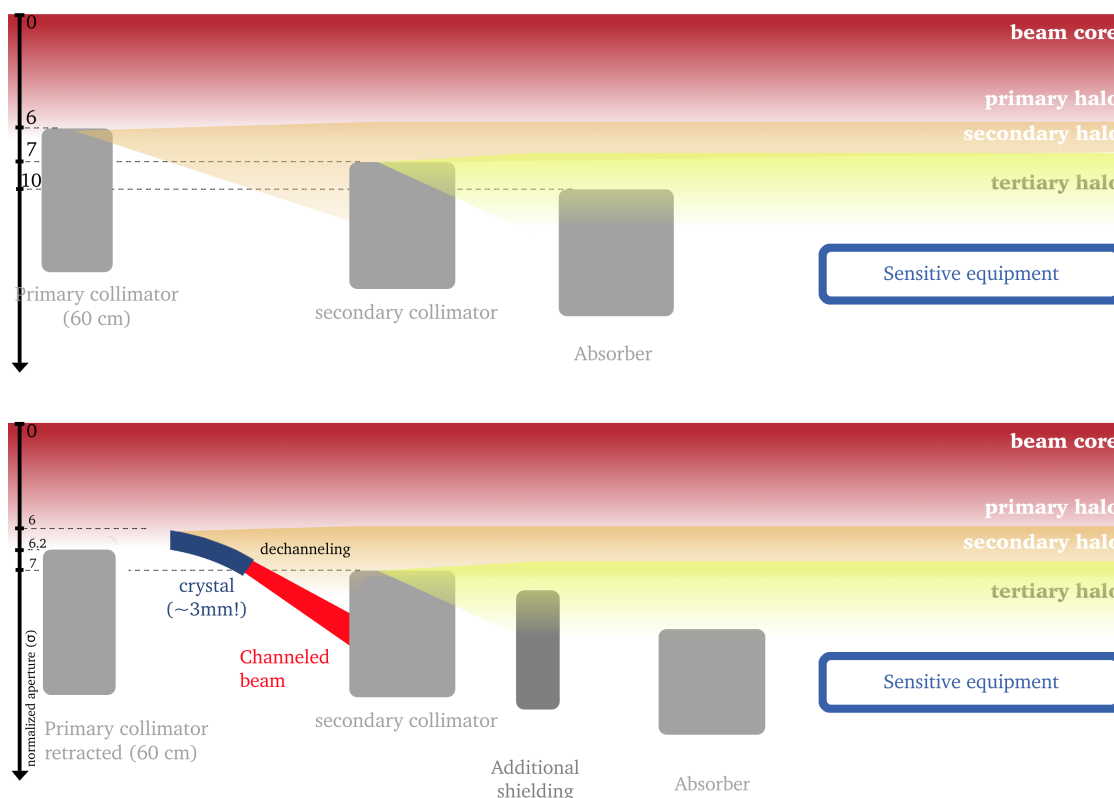 0
beam core
primary halo
6
secondary halo
7
10
tertiary halo
Sensitive equipment
Primary collimator
(60 cm)
secondary collimator
Absorber
0
beam core
primary halo
6
secondary halo
6.2
dechanneling
7
crystal
(~3mm!)
tertiary halo
Channeled
beam
Sensitive equipment
normalized aperture (σ)
Primary collimator
retracted (60 cm)
secondary collimator
Additional
shielding
Absorber